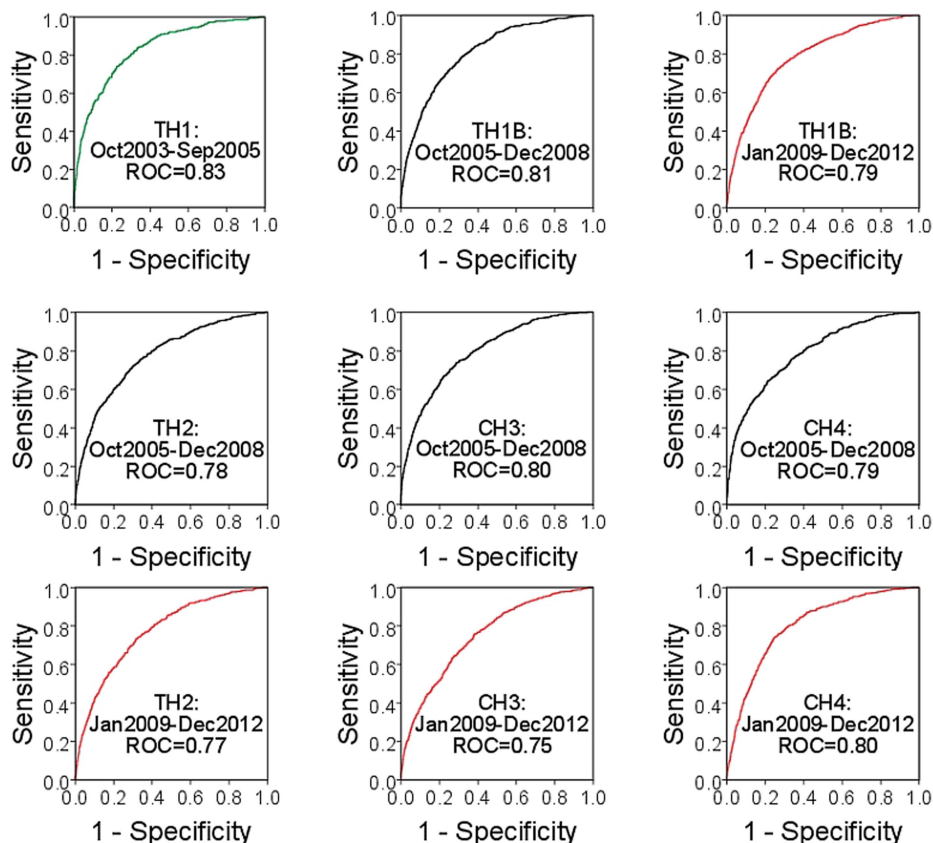 1.0
0.8
0.6
0.4
0.2
0.0
Sensitivity
TH1:
Oct2003-Sep2005
ROC=0.83
0.0 0.2 0.4 0.6 0.8 1.0
1 - Specificity
1.0
0.8
0.6
0.4
0.2
0.0
Sensitivity
TH1B:
Oct2005-Dec2008
ROC=0.81
0.0 0.2 0.4 0.6 0.8 1.0
1 - Specificity
1.0
0.8
0.6
0.4
0.2
0.0
Sensitivity
TH1B:
Jan2009-Dec2012
ROC=0.79
0.0 0.2 0.4 0.6 0.8 1.0
1 - Specificity
1.0
0.8
0.6
0.4
0.2
0.0
Sensitivity
TH2:
Oct2005-Dec2008
ROC=0.78
0.0 0.2 0.4 0.6 0.8 1.0
1 - Specificity
1.0
0.8
0.6
0.4
0.2
0.0
Sensitivity
CH3:
Oct2005-Dec2008
ROC=0.80
0.0 0.2 0.4 0.6 0.8 1.0
1 - Specificity
1.0
0.8
0.6
0.4
0.2
0.0
Sensitivity
CH4:
Oct2005-Dec2008
ROC=0.79
0.0 0.2 0.4 0.6 0.8 1.0
1 - Specificity
1.0
0.8
0.6
0.4
0.2
0.0
Sensitivity
TH2:
Jan2009-Dec2012
ROC=0.77
0.0 0.2 0.4 0.6 0.8 1.0
1 - Specificity
1.0
0.8
0.6
0.4
0.2
0.0
Sensitivity
CH3:
Jan2009-Dec2012
ROC=0.75
0.0 0.2 0.4 0.6 0.8 1.0
1 - Specificity
1.0
0.8
0.6
0.4
0.2
0.0
Sensitivity
CH4:
Jan2009-Dec2012
ROC=0.80
0.0 0.2 0.4 0.6 0.8 1.0
1 - Specificity